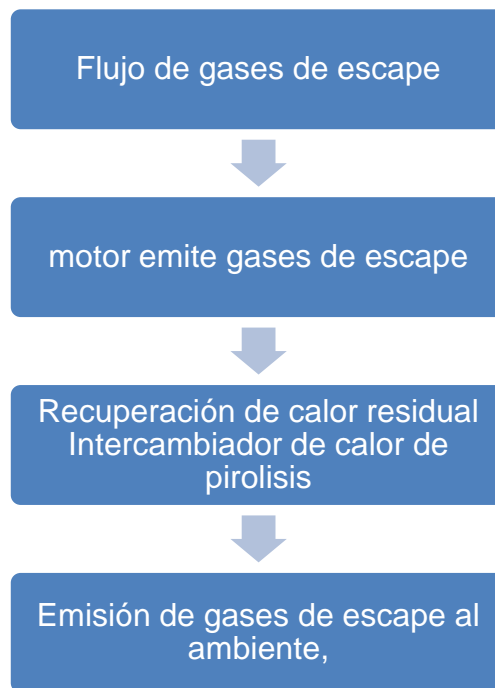 Flujo de gases de escape
motor emite gases de escape
Recuperación de calor residual
Intercambiador de calor de
pirolisis
Emisión de gases de escape al
ambiente,